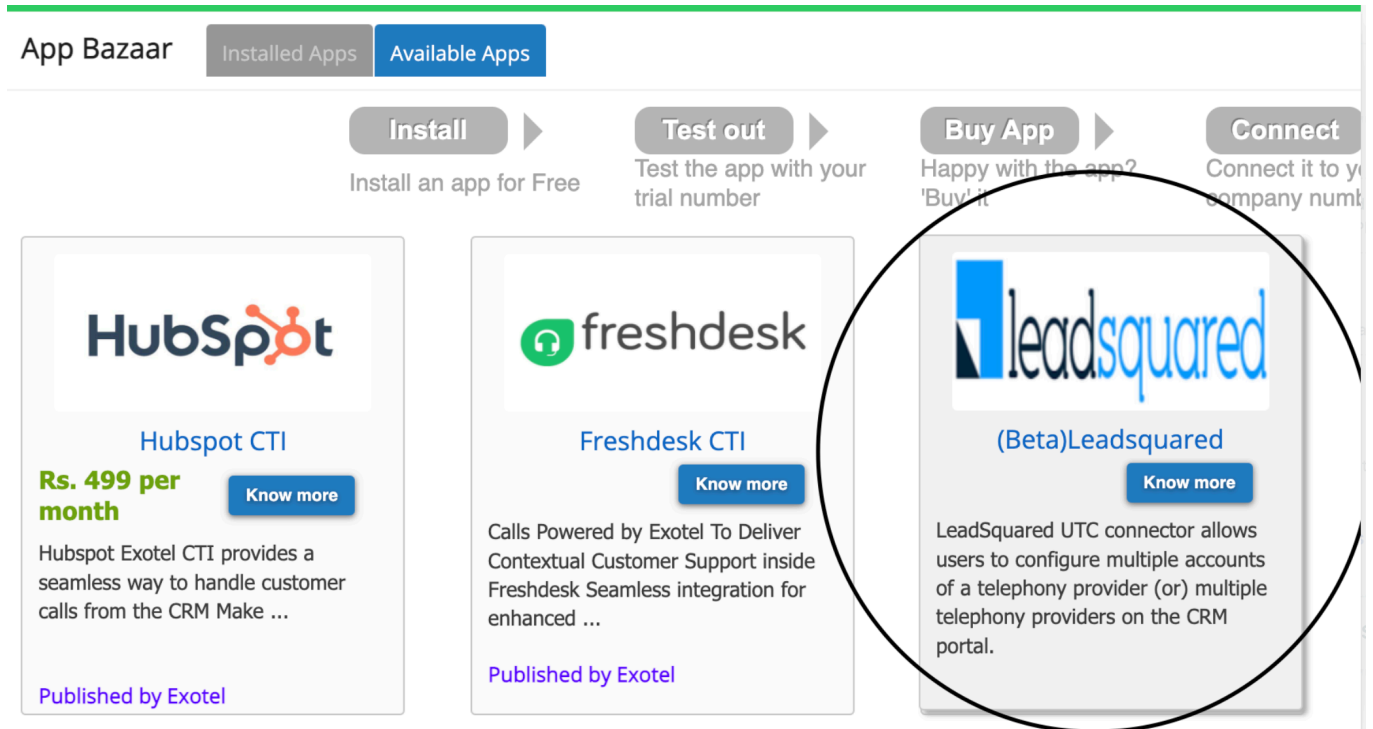 App Bazaar
Installed Apps
Available Apps
Install
Install an app for Free
Test out
Test the app with your
trial number
Buy App
Happy with the app?
'Buy' it
Connect
Connect it to
company
HubSpot
Hubspot CTI
Rs. 499 per
month
Know more
Hubspot Exotel CTI provides a
seamless way to handle customer
calls from the CRM Make ...
Published by Exotel
freshdesk
Freshdesk CTI
Know more
Calls Powered by Exotel To Deliver
Contextual Customer Support inside
Freshdesk Seamless integration for
enhanced ...
Published by Exotel
leadsquared
(Beta)Leadsquared
Know more
LeadSquared UTC connector allows
users to configure multiple accounts
of a telephony provider (or) multiple
telephony providers on the CRM
portal.